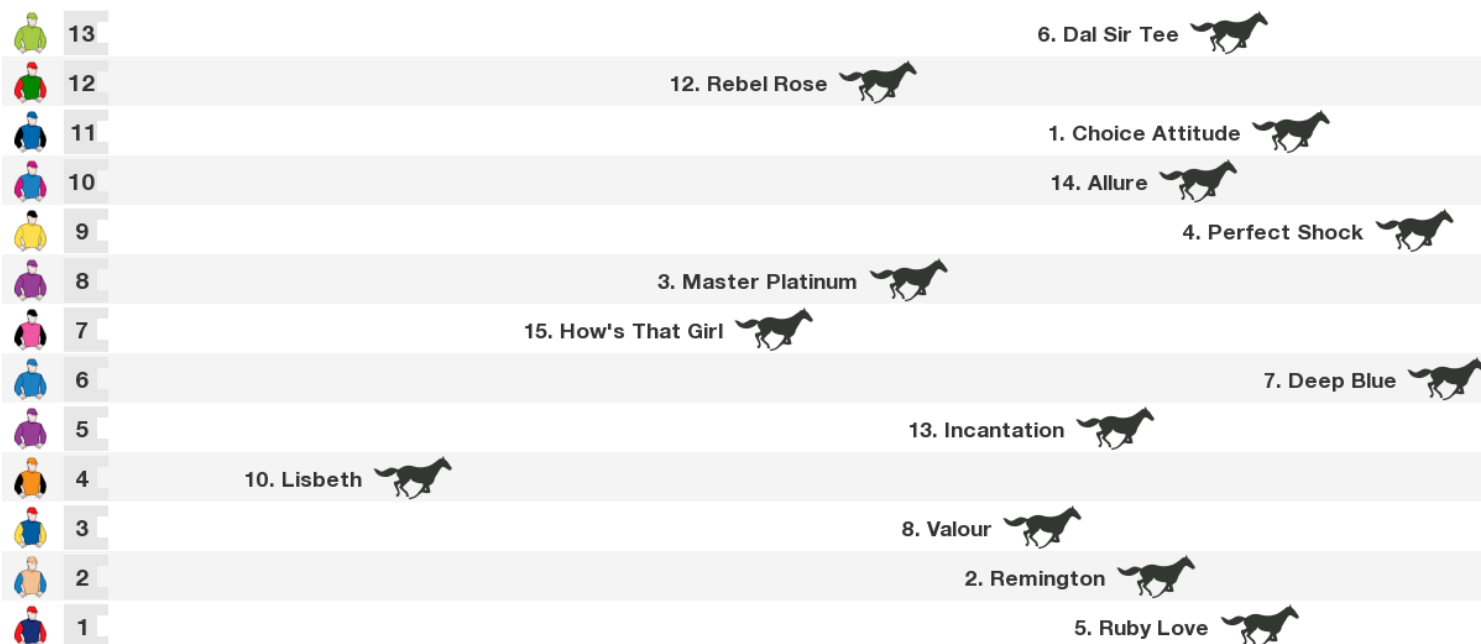 13 6. Dal Sir Tee
12 12. Rebel Rose
11 1. Choice Attitude
10 14. Allure
9 4. Perfect Shock
8 3. Master Platinum
7 15. How's That Girl
6 7. Deep Blue
5 13. Incantation
4 10. Lisbeth
3 8. Valour
2 2. Remington
1 5. Ruby Love